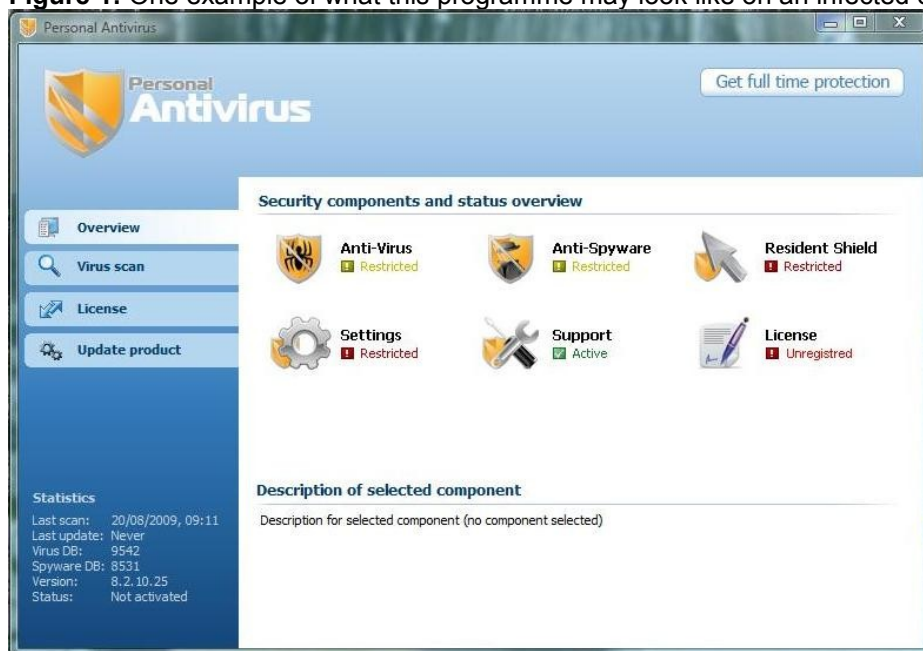 Figure 1. One example of what this programme may look like on an infected
Personal Antivirus
Personal
Antivirus
Get full time protection
Overview
Virus scan
License
Update product
Security components and status overview
Anti-Virus
Restricted
Anti-Spyware
Restricted
Resident Shield
Restricted
Settings
Restricted
Support
Active
License
Unregistred
Statistics
Last scan: 20/08/2009, 09:11
Last update: Never
Virus DB: 9542
Spyware DB: 8531
Version: 8.2.10.25
Status: Not activated
Description of selected component
Description for selected component (no component selected)